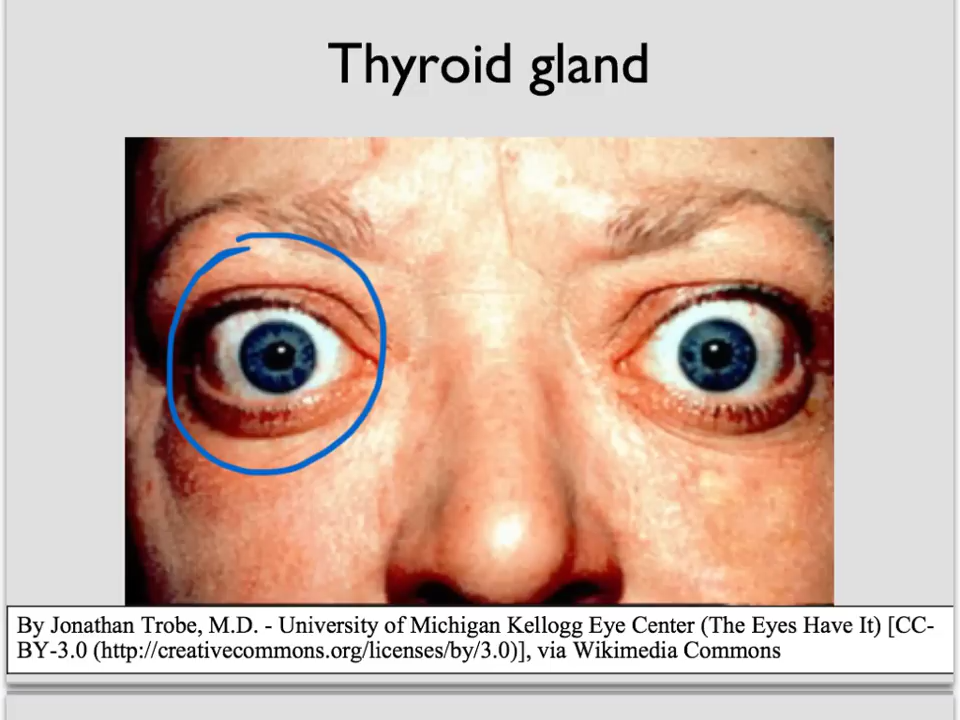 Thyroid gland
By Jonathan Trobe, M.D. - University of Michigan Kellogg Eye Center (The Eyes Have It) [CC-
BY-3.0 (http://creativecommons.org/licenses/by/3.0)], via Wikimedia Commons